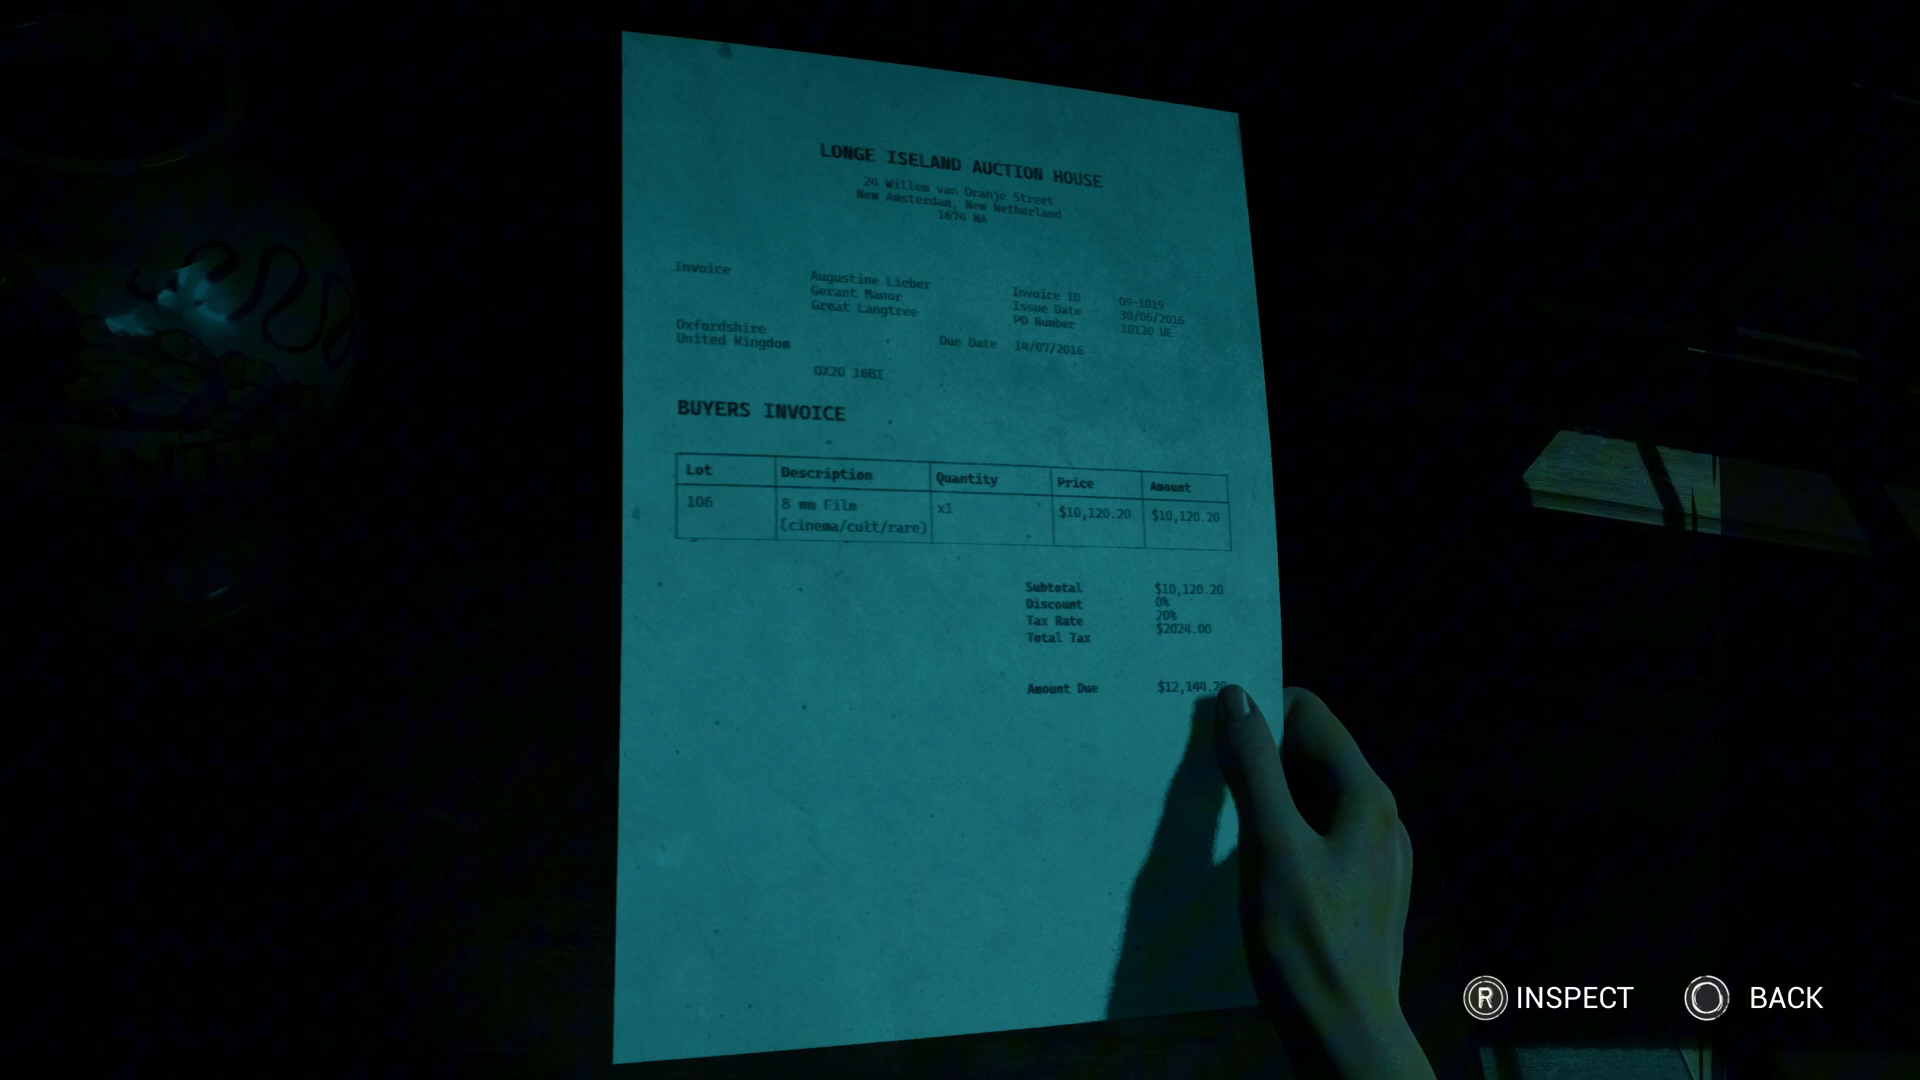 LONGE ISELAND AUCTION HOUSE
24 Willem van Oranje Street
New Amsterdam, New Netherland
1674 NA
Invoice
Augustine Lieber
Gerant Manor
Great Langtree
Oxfordshire
United Kingdom
OX20 16BI
Invoice ID 09-1019
Issue Date 30/06/2016
PO Number 10120 UE
Due Date 14/07/2016
BUYERS INVOICE
Lot Description Quantity Price Amount
106 8 mm Film (cinema/cult/rare) x1 $10,120.20 $10,120.20
Subtotal $10,120.20
Discount 0%
Tax Rate 20%
Total Tax $2024.00
Amount Due $12,144.20
R INSPECT
BACK